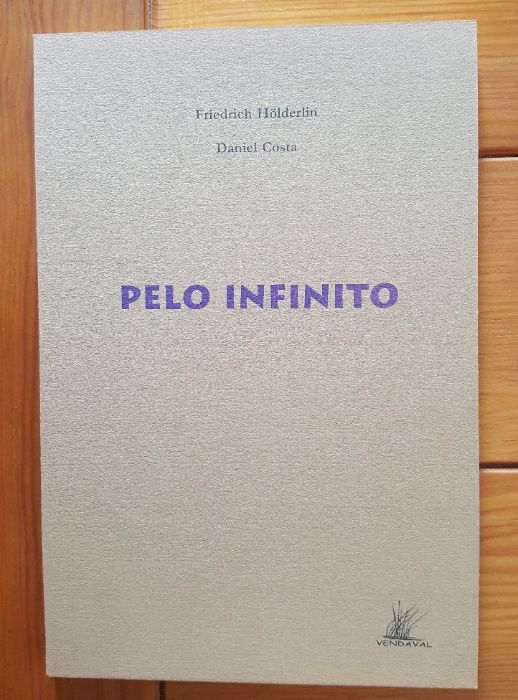 Friedrich Hölderlin
Daniel Costa
PELO INFINITO
VENDAVAL